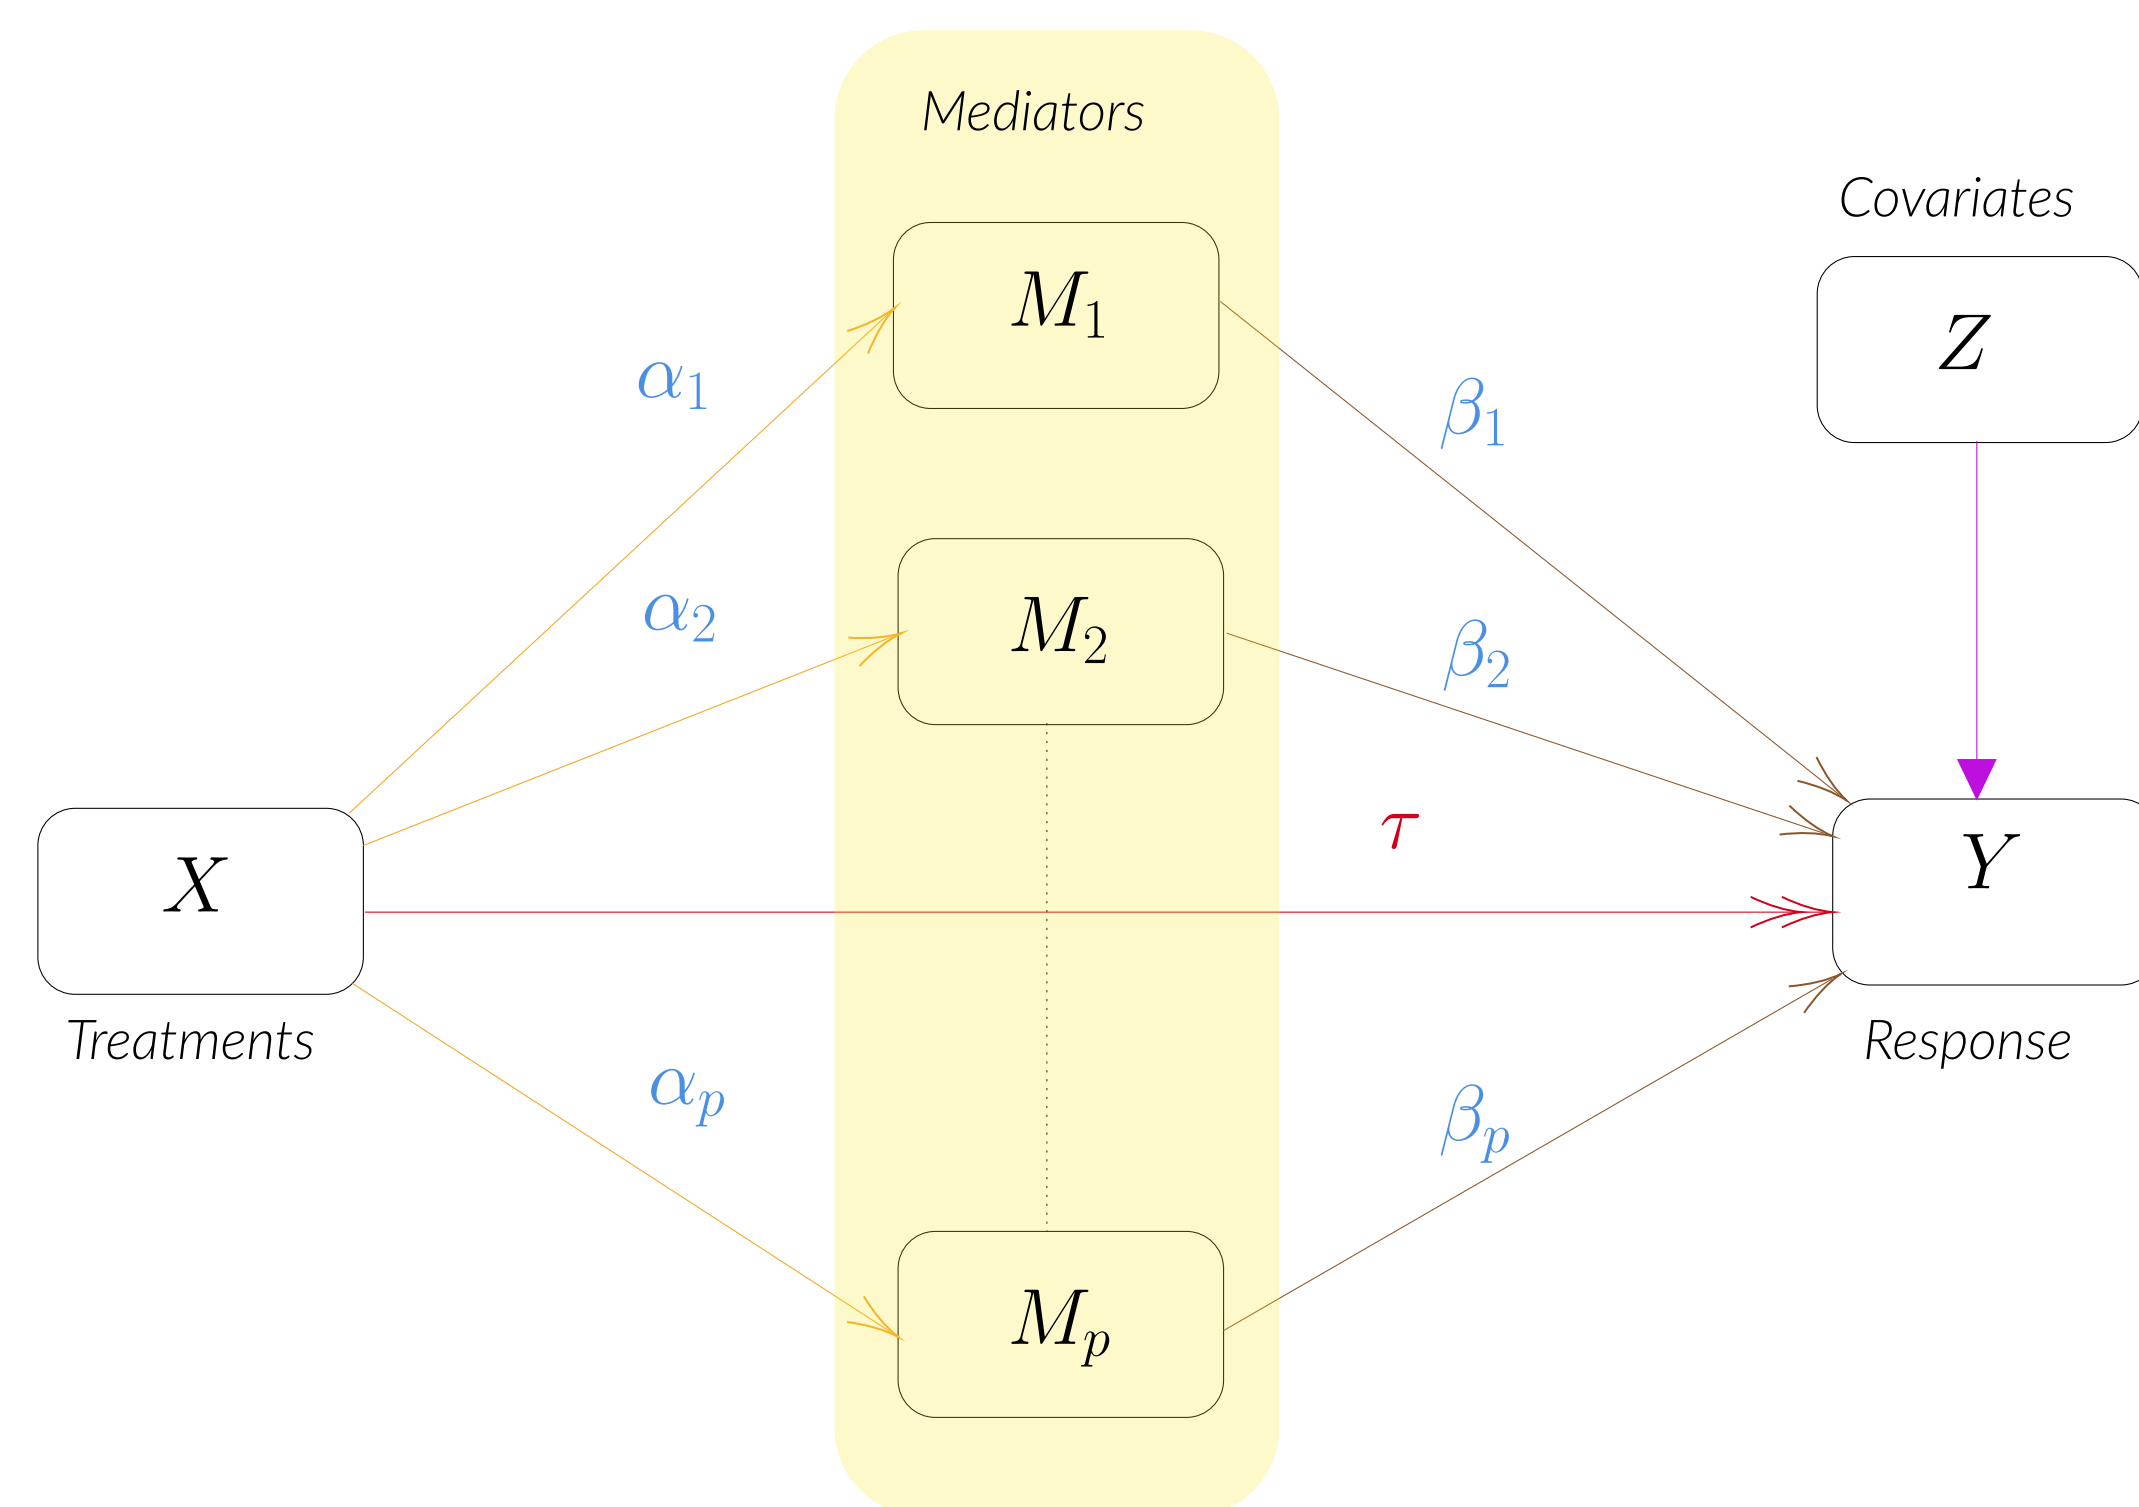 Mediators
Covariates
M₁
Z
α₁
β₁
α₂
M₂
β₂
τ
X
Y
Treatments
Response
αₚ
βₚ
Mₚ